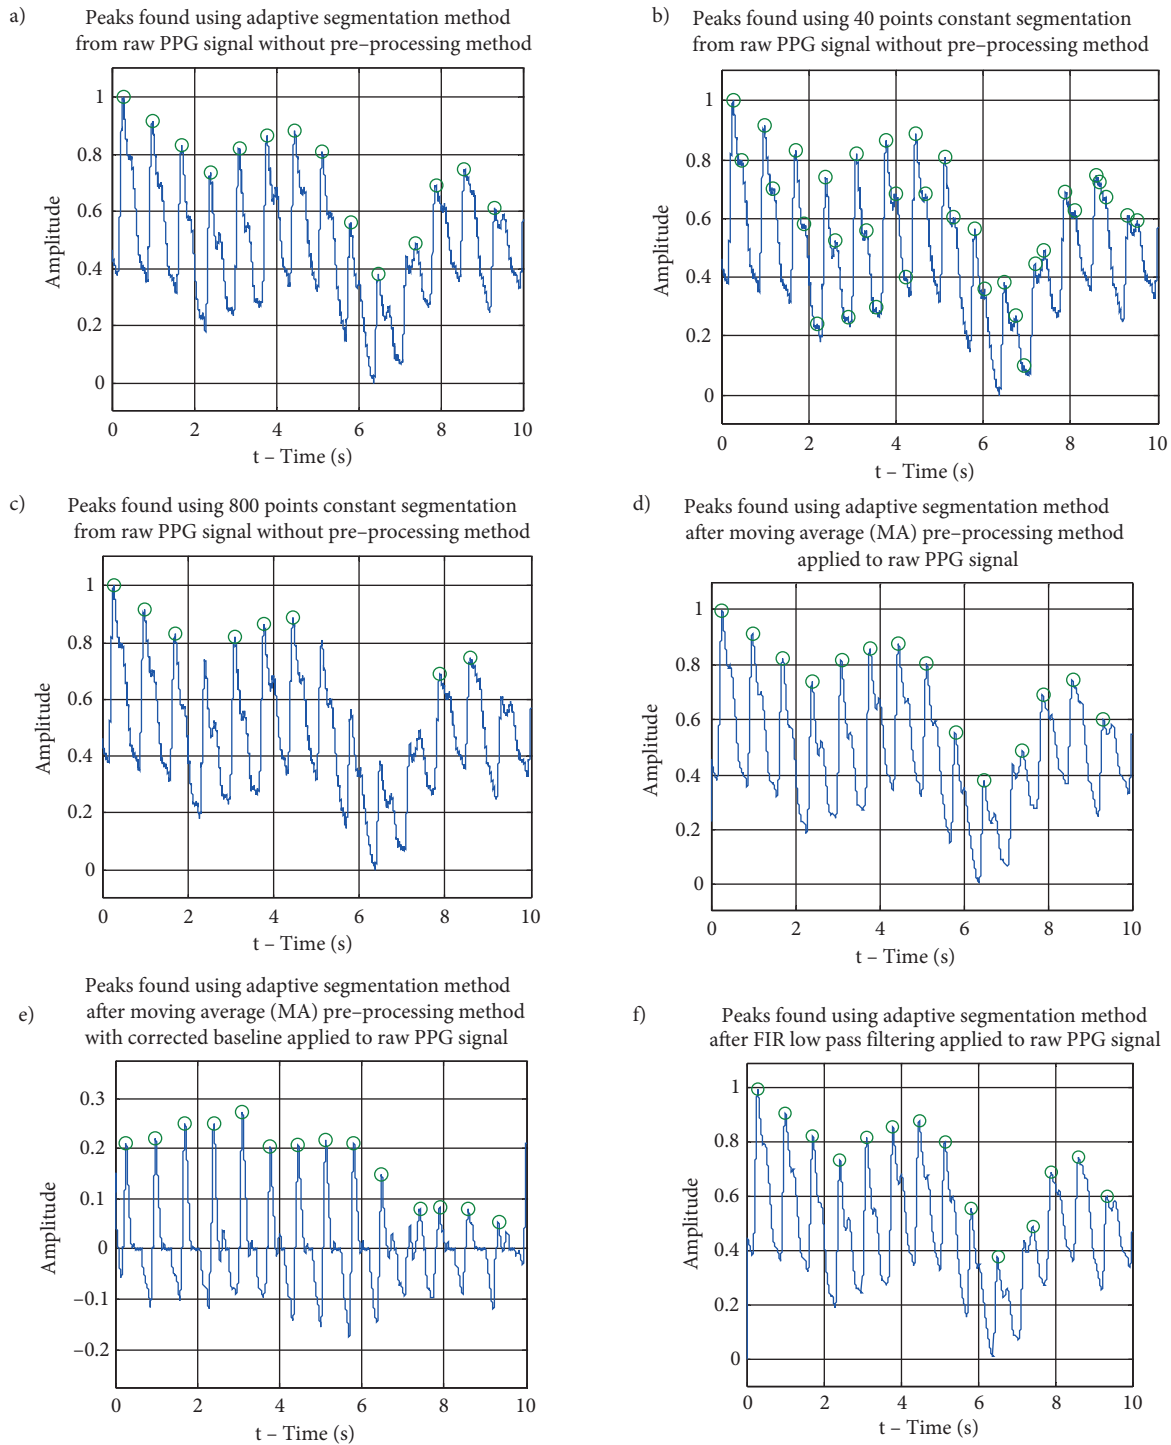 a)
Peaks found using adaptive segmentation method
from raw PPG signal without pre–processing method
1
0.8
0.6
0.4
0.2
0
Amplitude
0 2 4 6 8 10
t – Time (s)
b)
Peaks found using 40 points constant segmentation
from raw PPG signal without pre–processing method
1
0.8
0.6
0.4
0.2
0
Amplitude
0 2 4 6 8 10
t – Time (s)
c)
Peaks found using 800 points constant segmentation
from raw PPG signal without pre–processing method
1
0.8
0.6
0.4
0.2
0
Amplitude
0 2 4 6 8 10
t – Time (s)
d)
Peaks found using adaptive segmentation method
after moving average (MA) pre–processing method
applied to raw PPG signal
1
0.8
0.6
0.4
0.2
0
Amplitude
0 2 4 6 8 10
t – Time (s)
e)
Peaks found using adaptive segmentation method
after moving average (MA) pre–processing method
with corrected baseline applied to raw PPG signal
0.3
0.2
0.1
0
–0.1
–0.2
Amplitude
0 2 4 6 8 10
t – Time (s)
f)
Peaks found using adaptive segmentation method
after FIR low pass filtering applied to raw PPG signal
1
0.8
0.6
0.4
0.2
0
Amplitude
0 2 4 6 8 10
t – Time (s)